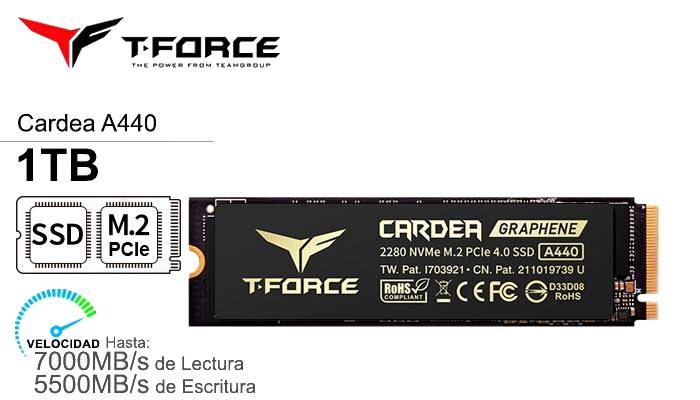 T-FORCE
THE POWER FROM TEAMGROUP
Cardea A440
1TB
SSD
M.2
PCIe
CARDEA GRAPHENE
2280 NVMe M.2 PCIe 4.0 SSD A440
TW. Pat. I703921 • CN. Pat. 211019739 U
T-FORCE
RoHS
COMPLIANT
CE FC
D33D08
RoHS
VELOCIDAD Hasta:
7000MB/s de Lectura
5500MB/s de Escritura